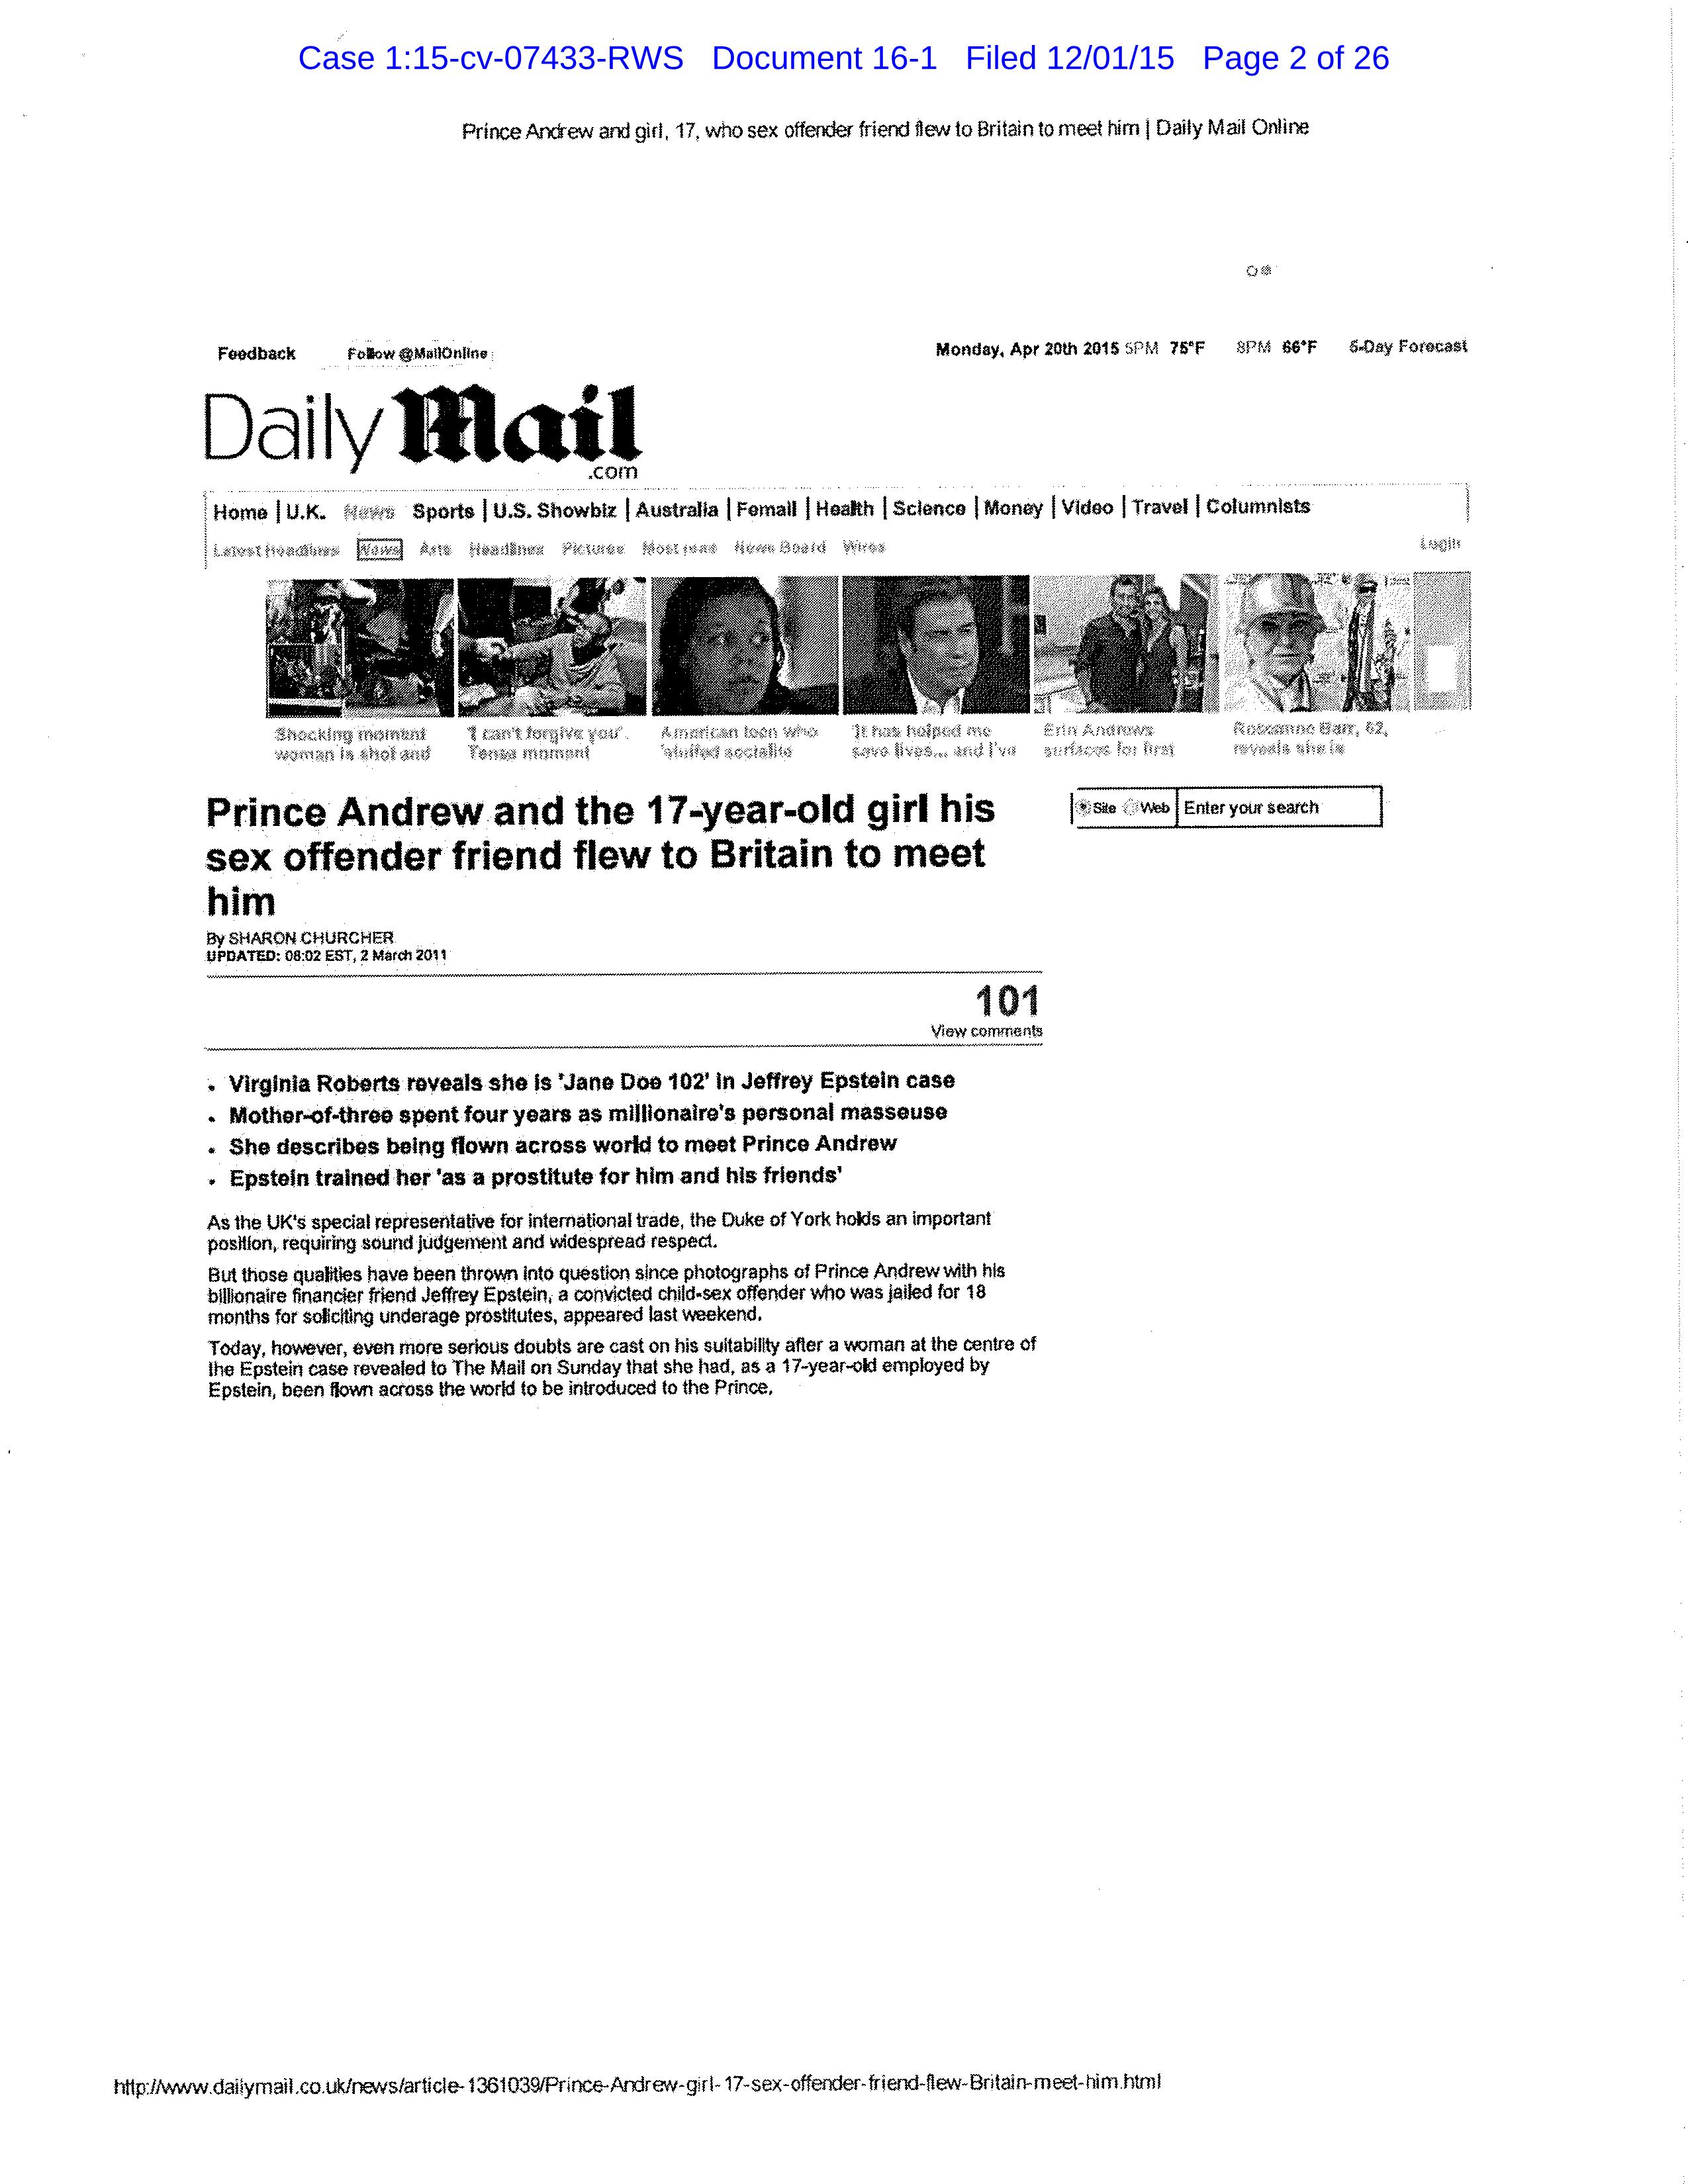 Case 1:15-cv-07433-RWS Document 16-1 Filed 12/01/15 Page 2 of 26
Prince Andrew and girl, 17, who sex offender friend flew to Britain to meet him | Daily Mail Online
Feedback Follow @MailOnline
Monday, Apr 20th 2015 5PM 75°F 8PM 66°F 5-Day Forecast
Daily Mail
.com
Home | U.K. News Sports | U.S. Showbiz | Australia | Femail | Health | Science | Money | Video | Travel | Columnists
Latest Headlines News Arts Headlines Pictures Most read News Board Wires Login
Shocking moment
woman is shot and
'I can't forgive you'.
Tense moment
American teen who
'stuffed socialite
'It has helped me
save lives... and I've
Erin Andrews
surfaces for first
Roseanne Barr, 62,
reveals she is
Prince Andrew and the 17-year-old girl his
sex offender friend flew to Britain to meet
him
Site Web Enter your search
By SHARON CHURCHER
UPDATED: 08:02 EST, 2 March 2011
101
View comments
• Virginia Roberts reveals she is 'Jane Doe 102' in Jeffrey Epstein case
• Mother-of-three spent four years as millionaire's personal masseuse
• She describes being flown across world to meet Prince Andrew
• Epstein trained her 'as a prostitute for him and his friends'
As the UK's special representative for international trade, the Duke of York holds an important
position, requiring sound judgement and widespread respect.
But those qualities have been thrown into question since photographs of Prince Andrew with his
billionaire financier friend Jeffrey Epstein, a convicted child-sex offender who was jailed for 18
months for soliciting underage prostitutes, appeared last weekend.
Today, however, even more serious doubts are cast on his suitability after a woman at the centre of
the Epstein case revealed to The Mail on Sunday that she had, as a 17-year-old employed by
Epstein, been flown across the world to be introduced to the Prince.
http://www.dailymail.co.uk/news/article-1361039/Prince-Andrew-girl-17-sex-offender-friend-flew-Britain-meet-him.html